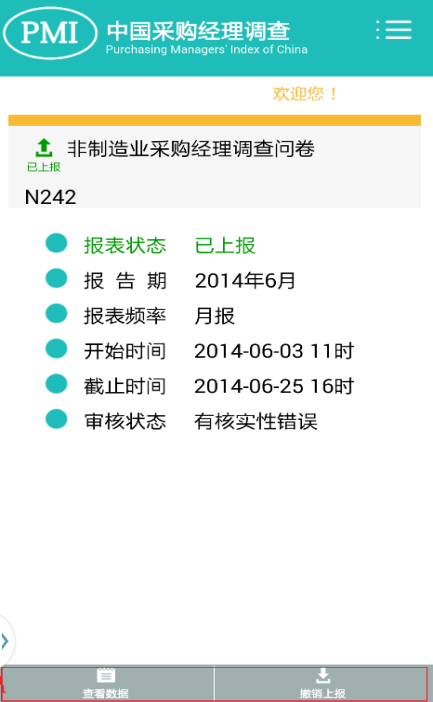 PMI
中国采购经理调查
Purchasing Managers' Index of China
欢迎您！
非制造业采购经理调查问卷
已上报
N242
报表状态 已上报
报 告 期 2014年6月
报表频率 月报
开始时间 2014-06-03 11时
截止时间 2014-06-25 16时
审核状态 有核实性错误
查看数据 撤销上报